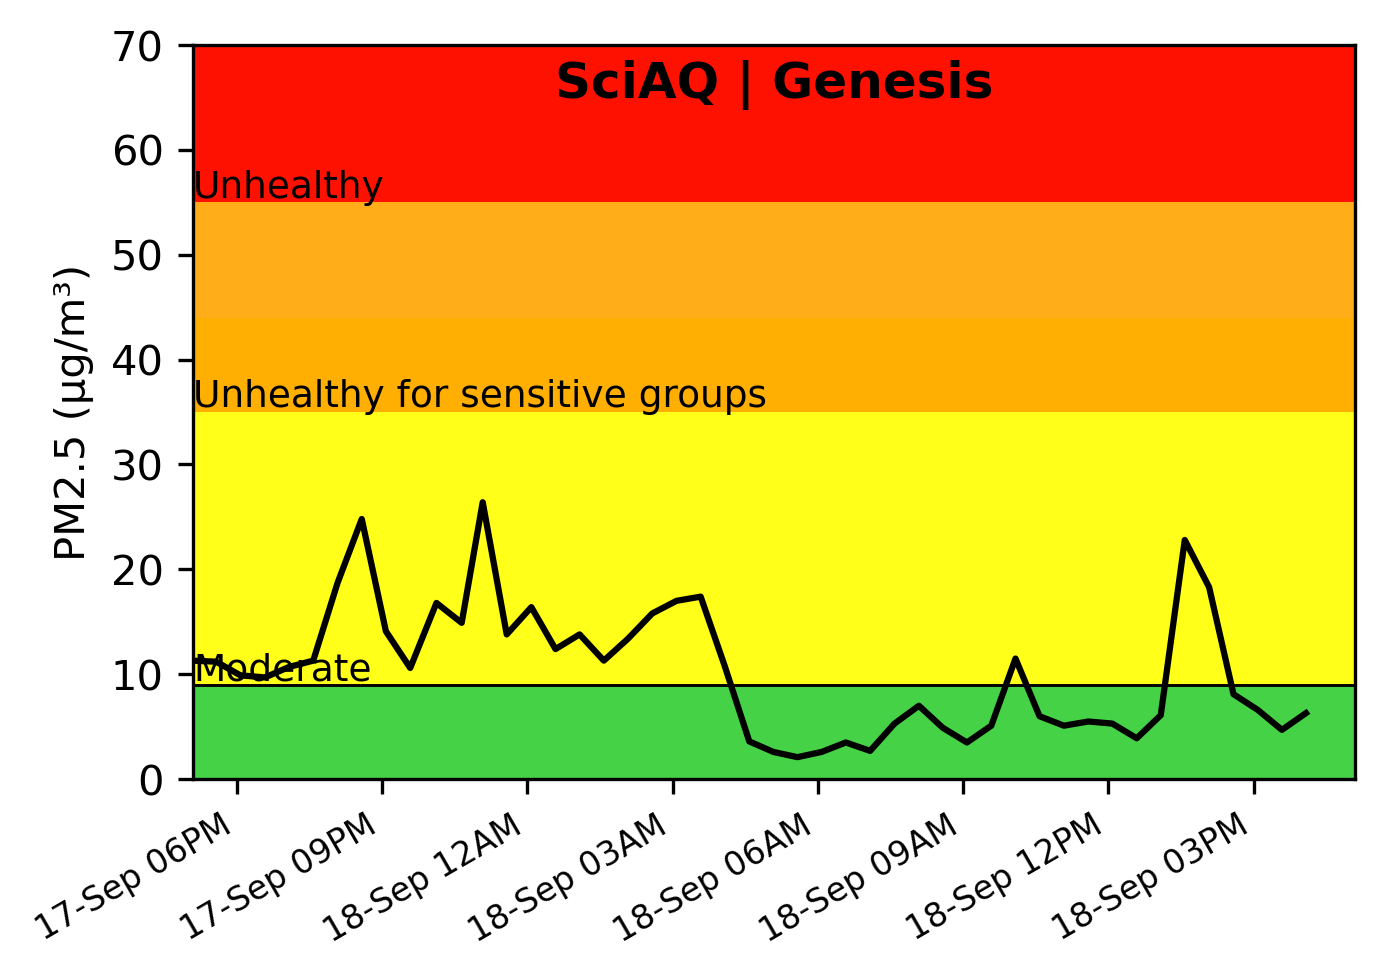 SciAQ | Genesis
70
60
50
40
30
20
10
0
PM2.5 (µg/m³)
Unhealthy
Unhealthy for sensitive groups
Moderate
17-Sep 06PM
17-Sep 09PM
18-Sep 12AM
18-Sep 03AM
18-Sep 06AM
18-Sep 09AM
18-Sep 12PM
18-Sep 03PM